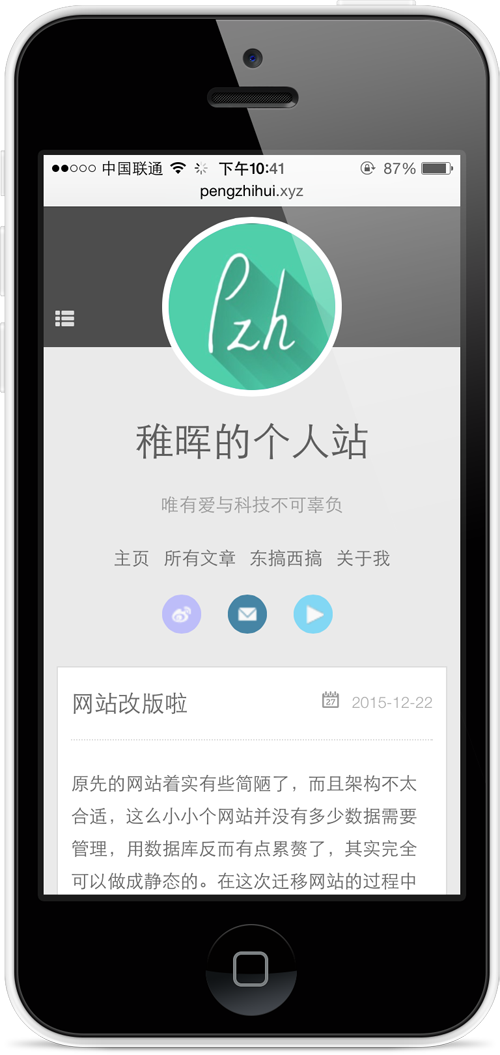 中国联通 下午10:41 87%
pengzhihui.xyz
Pzh
稚晖的个人站
唯有爱与科技不可辜负
主页 所有文章 东搞西搞 关于我
网站改版啦 27 2015-12-22
原先的网站着实有些简陋了，而且架构不太
合适，这么小小个网站并没有多少数据需要
管理，用数据库反而有点累赘了，其实完全
可以做成静态的。在这次迁移网站的过程中